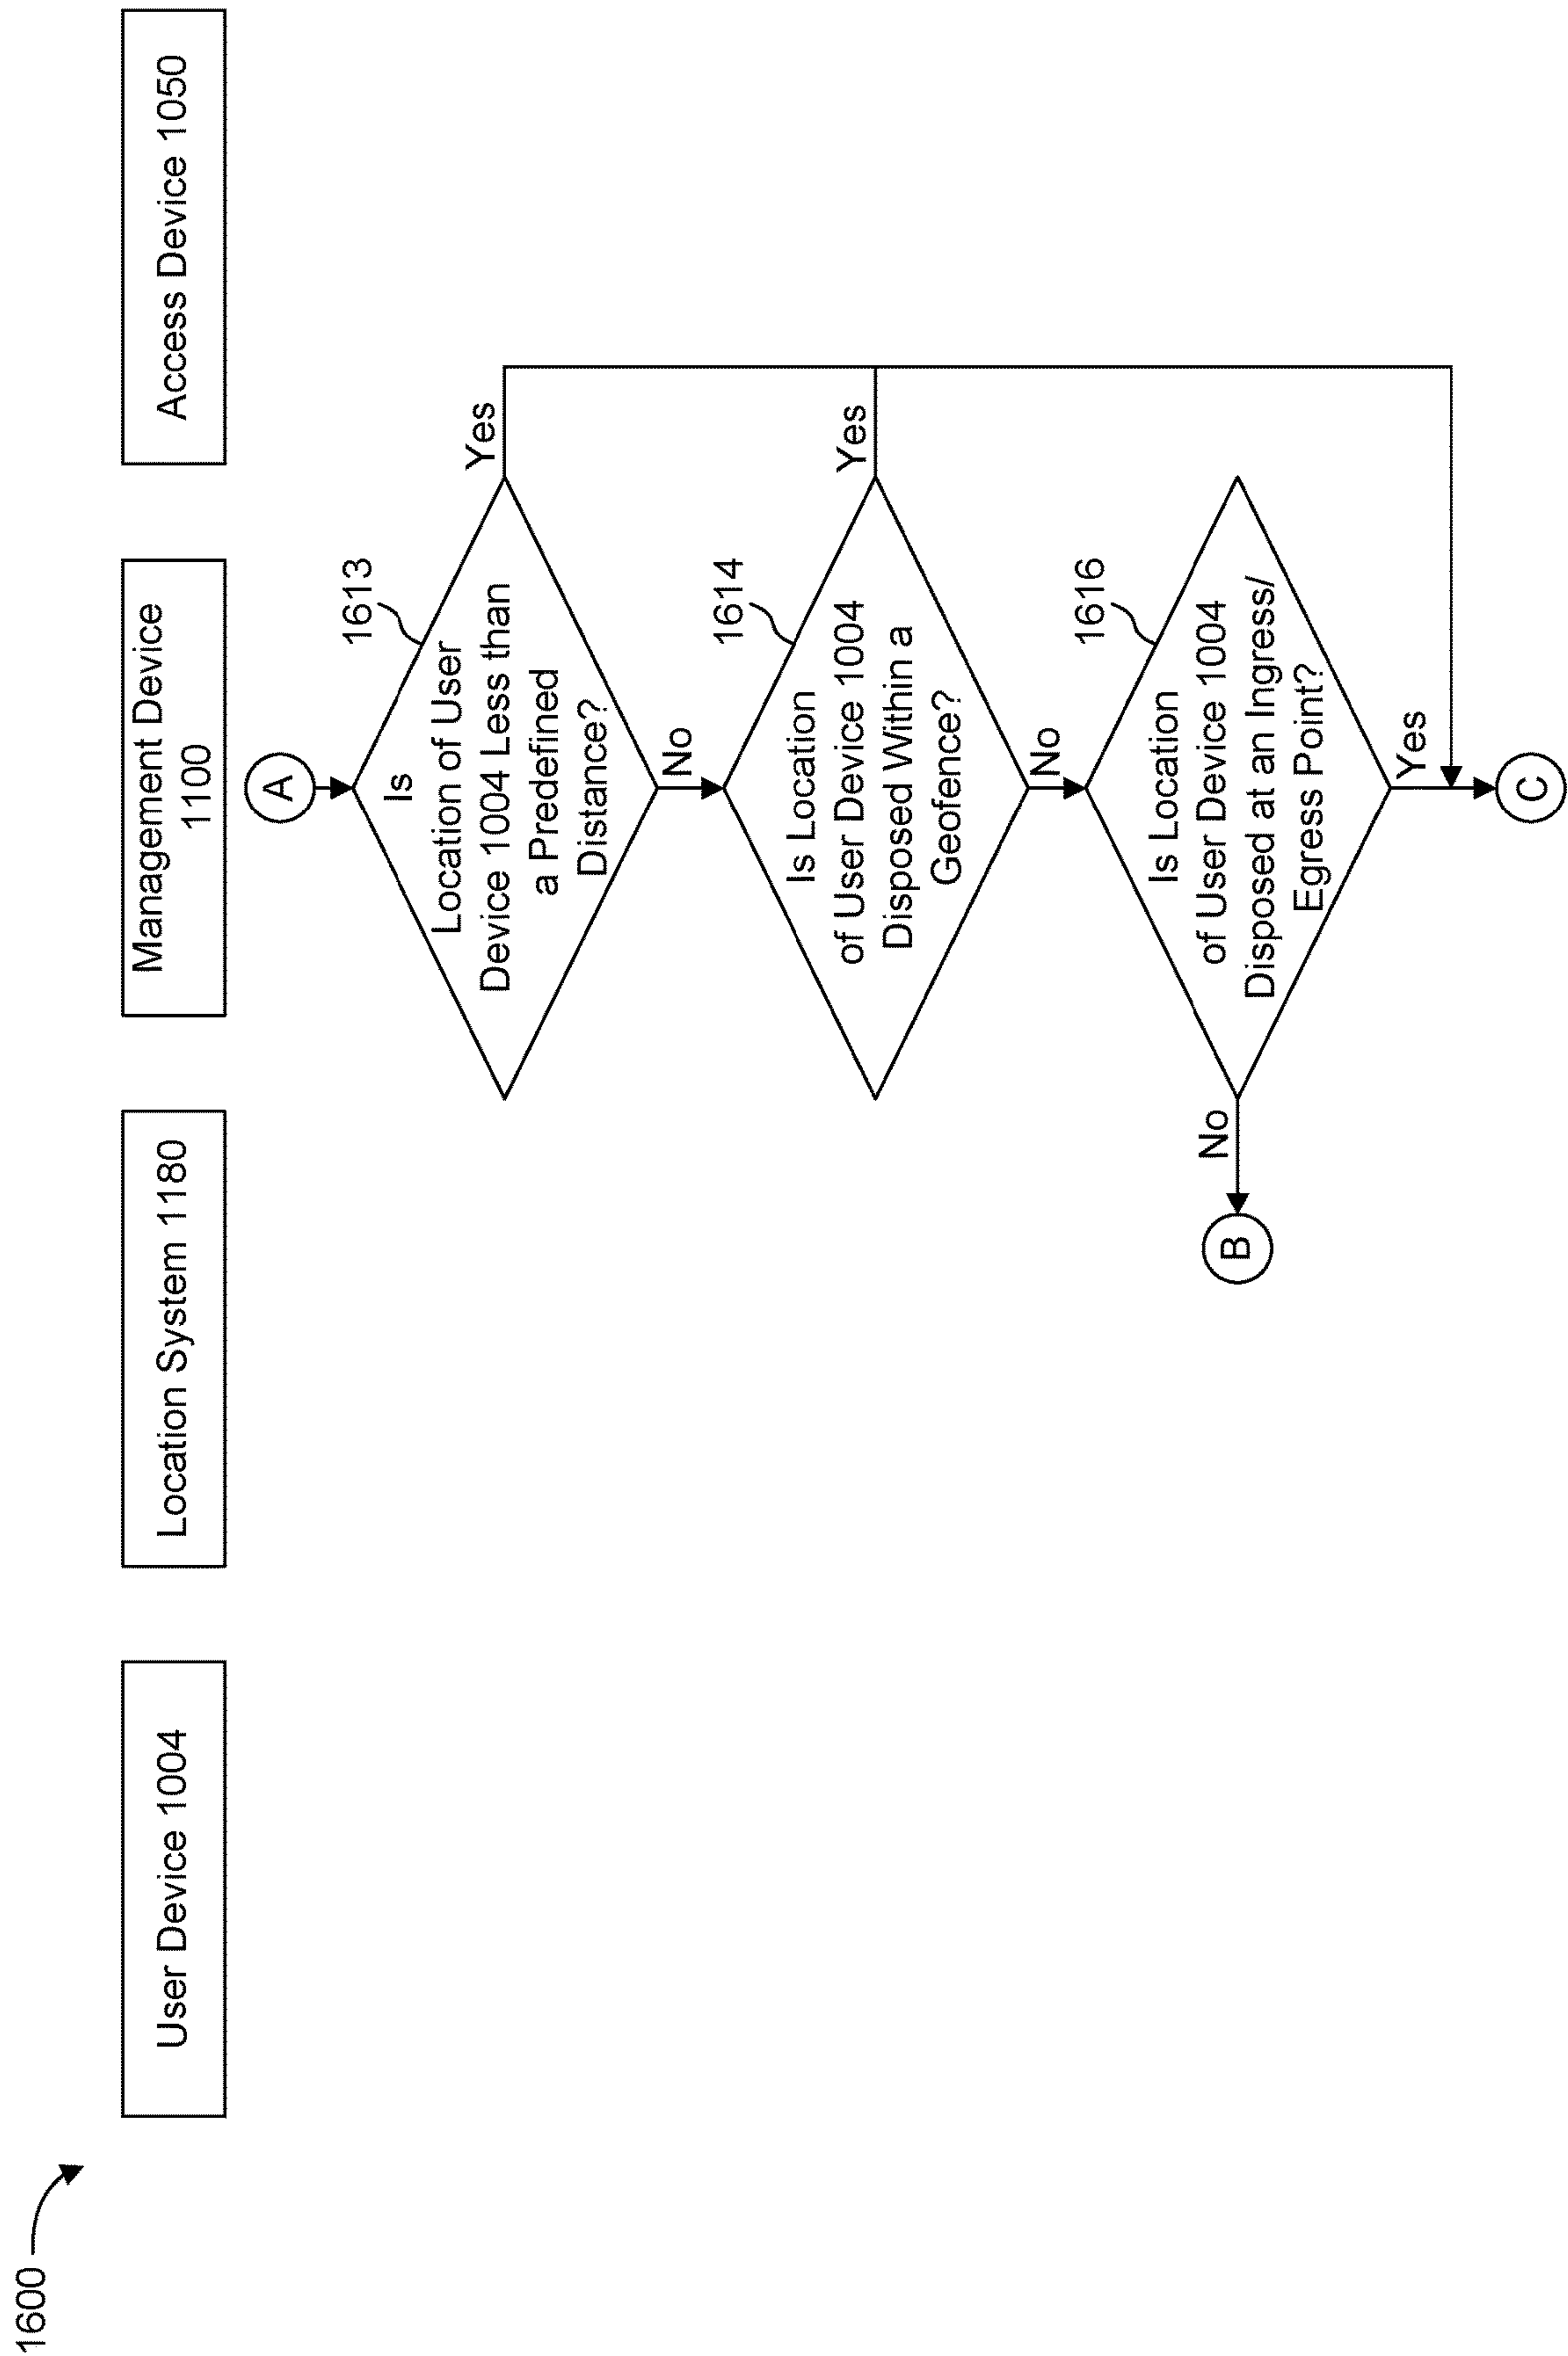 1600
User Device 1004
Location System 1180
Management Device
1100
Access Device 1050
A
1613
Is
Location of User
Device 1004 Less than
a Predefined
Distance?
Yes
No
1614
Is Location
of User Device 1004
Disposed Within a
Geofence?
Yes
No
1616
Is Location
of User Device 1004
Disposed at an Ingress/
Egress Point?
No
B
Yes
C